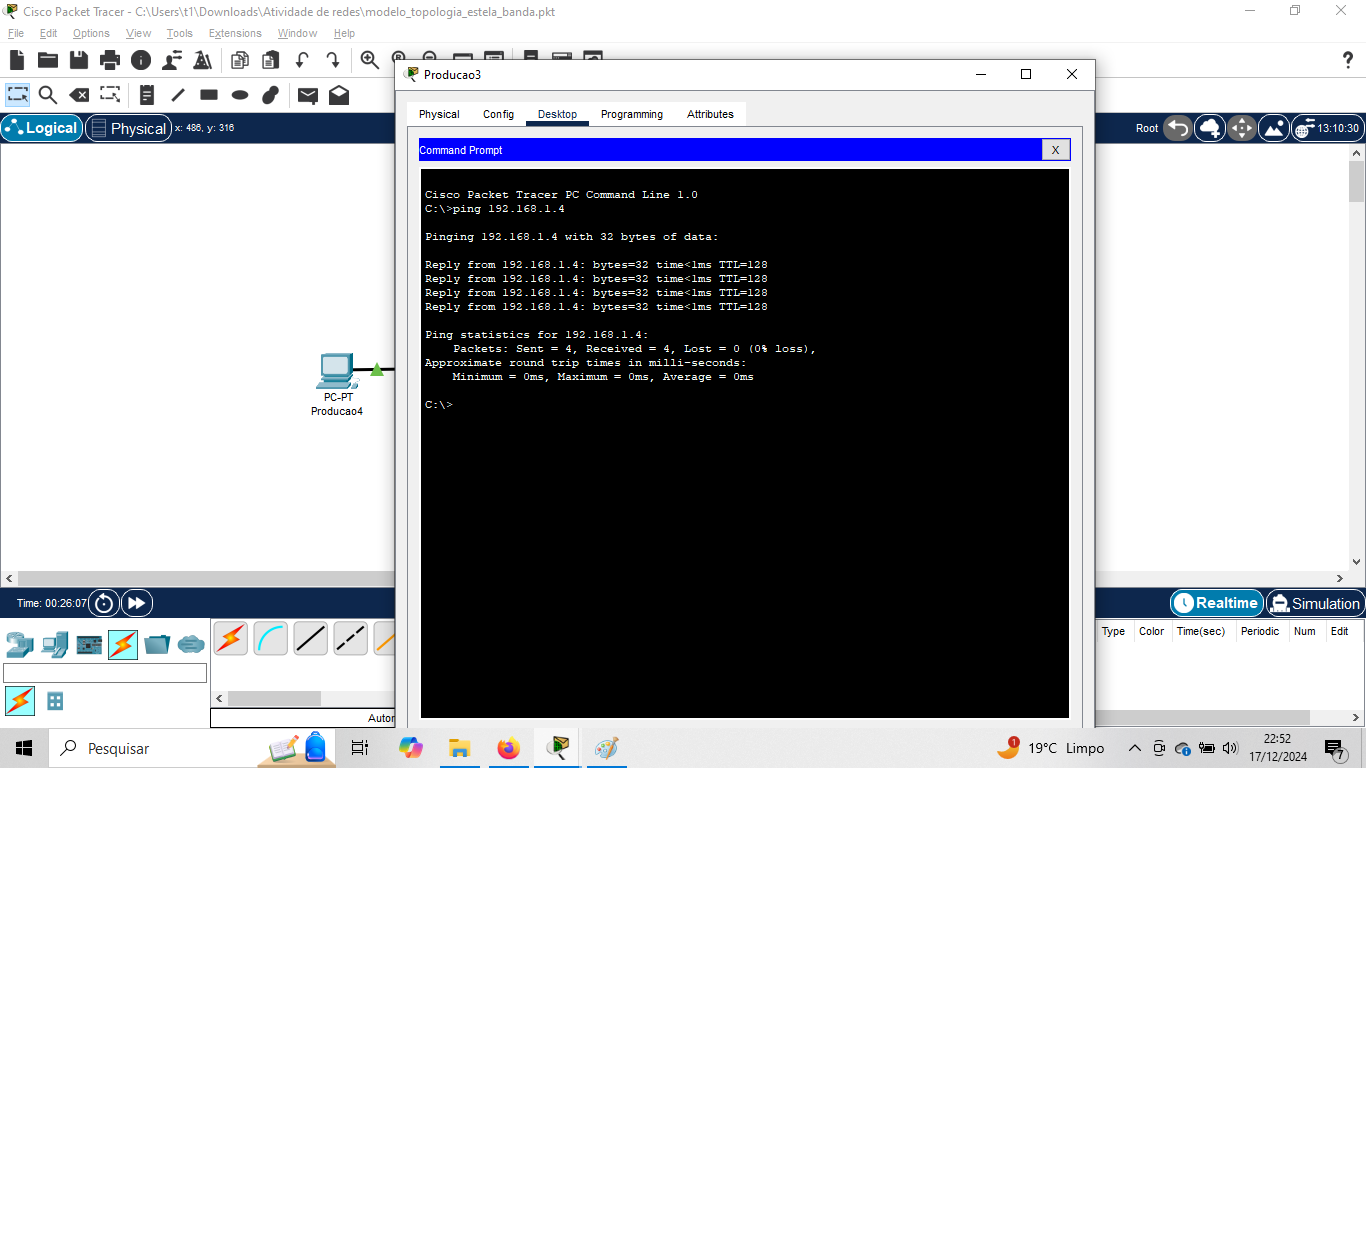 Cisco Packet Tracer - C:\Users\t1\Downloads\Atividade de redes\modelo_topologia_estela_banda.pkt
File Edit Options View Tools Extensions Window Help
Producao3
Physical Config Desktop Programming Attributes
Logical Physical x: 486, y: 316
Root 13:10:30
Command Prompt X
Cisco Packet Tracer PC Command Line 1.0
C:\>ping 192.168.1.4
Pinging 192.168.1.4 with 32 bytes of data:
Reply from 192.168.1.4: bytes=32 time<1ms TTL=128
Reply from 192.168.1.4: bytes=32 time<1ms TTL=128
Reply from 192.168.1.4: bytes=32 time<1ms TTL=128
Reply from 192.168.1.4: bytes=32 time<1ms TTL=128
Ping statistics for 192.168.1.4:
Packets: Sent = 4, Received = 4, Lost = 0 (0% loss),
Approximate round trip times in milli-seconds:
Minimum = 0ms, Maximum = 0ms, Average = 0ms
C:\>
PC-PT
Producao4
Time: 00:26:07
Realtime Simulation
Type Color Time(sec) Periodic Num Edit
Autor
Pesquisar
1
19°C Limpo
22:52
17/12/2024
7